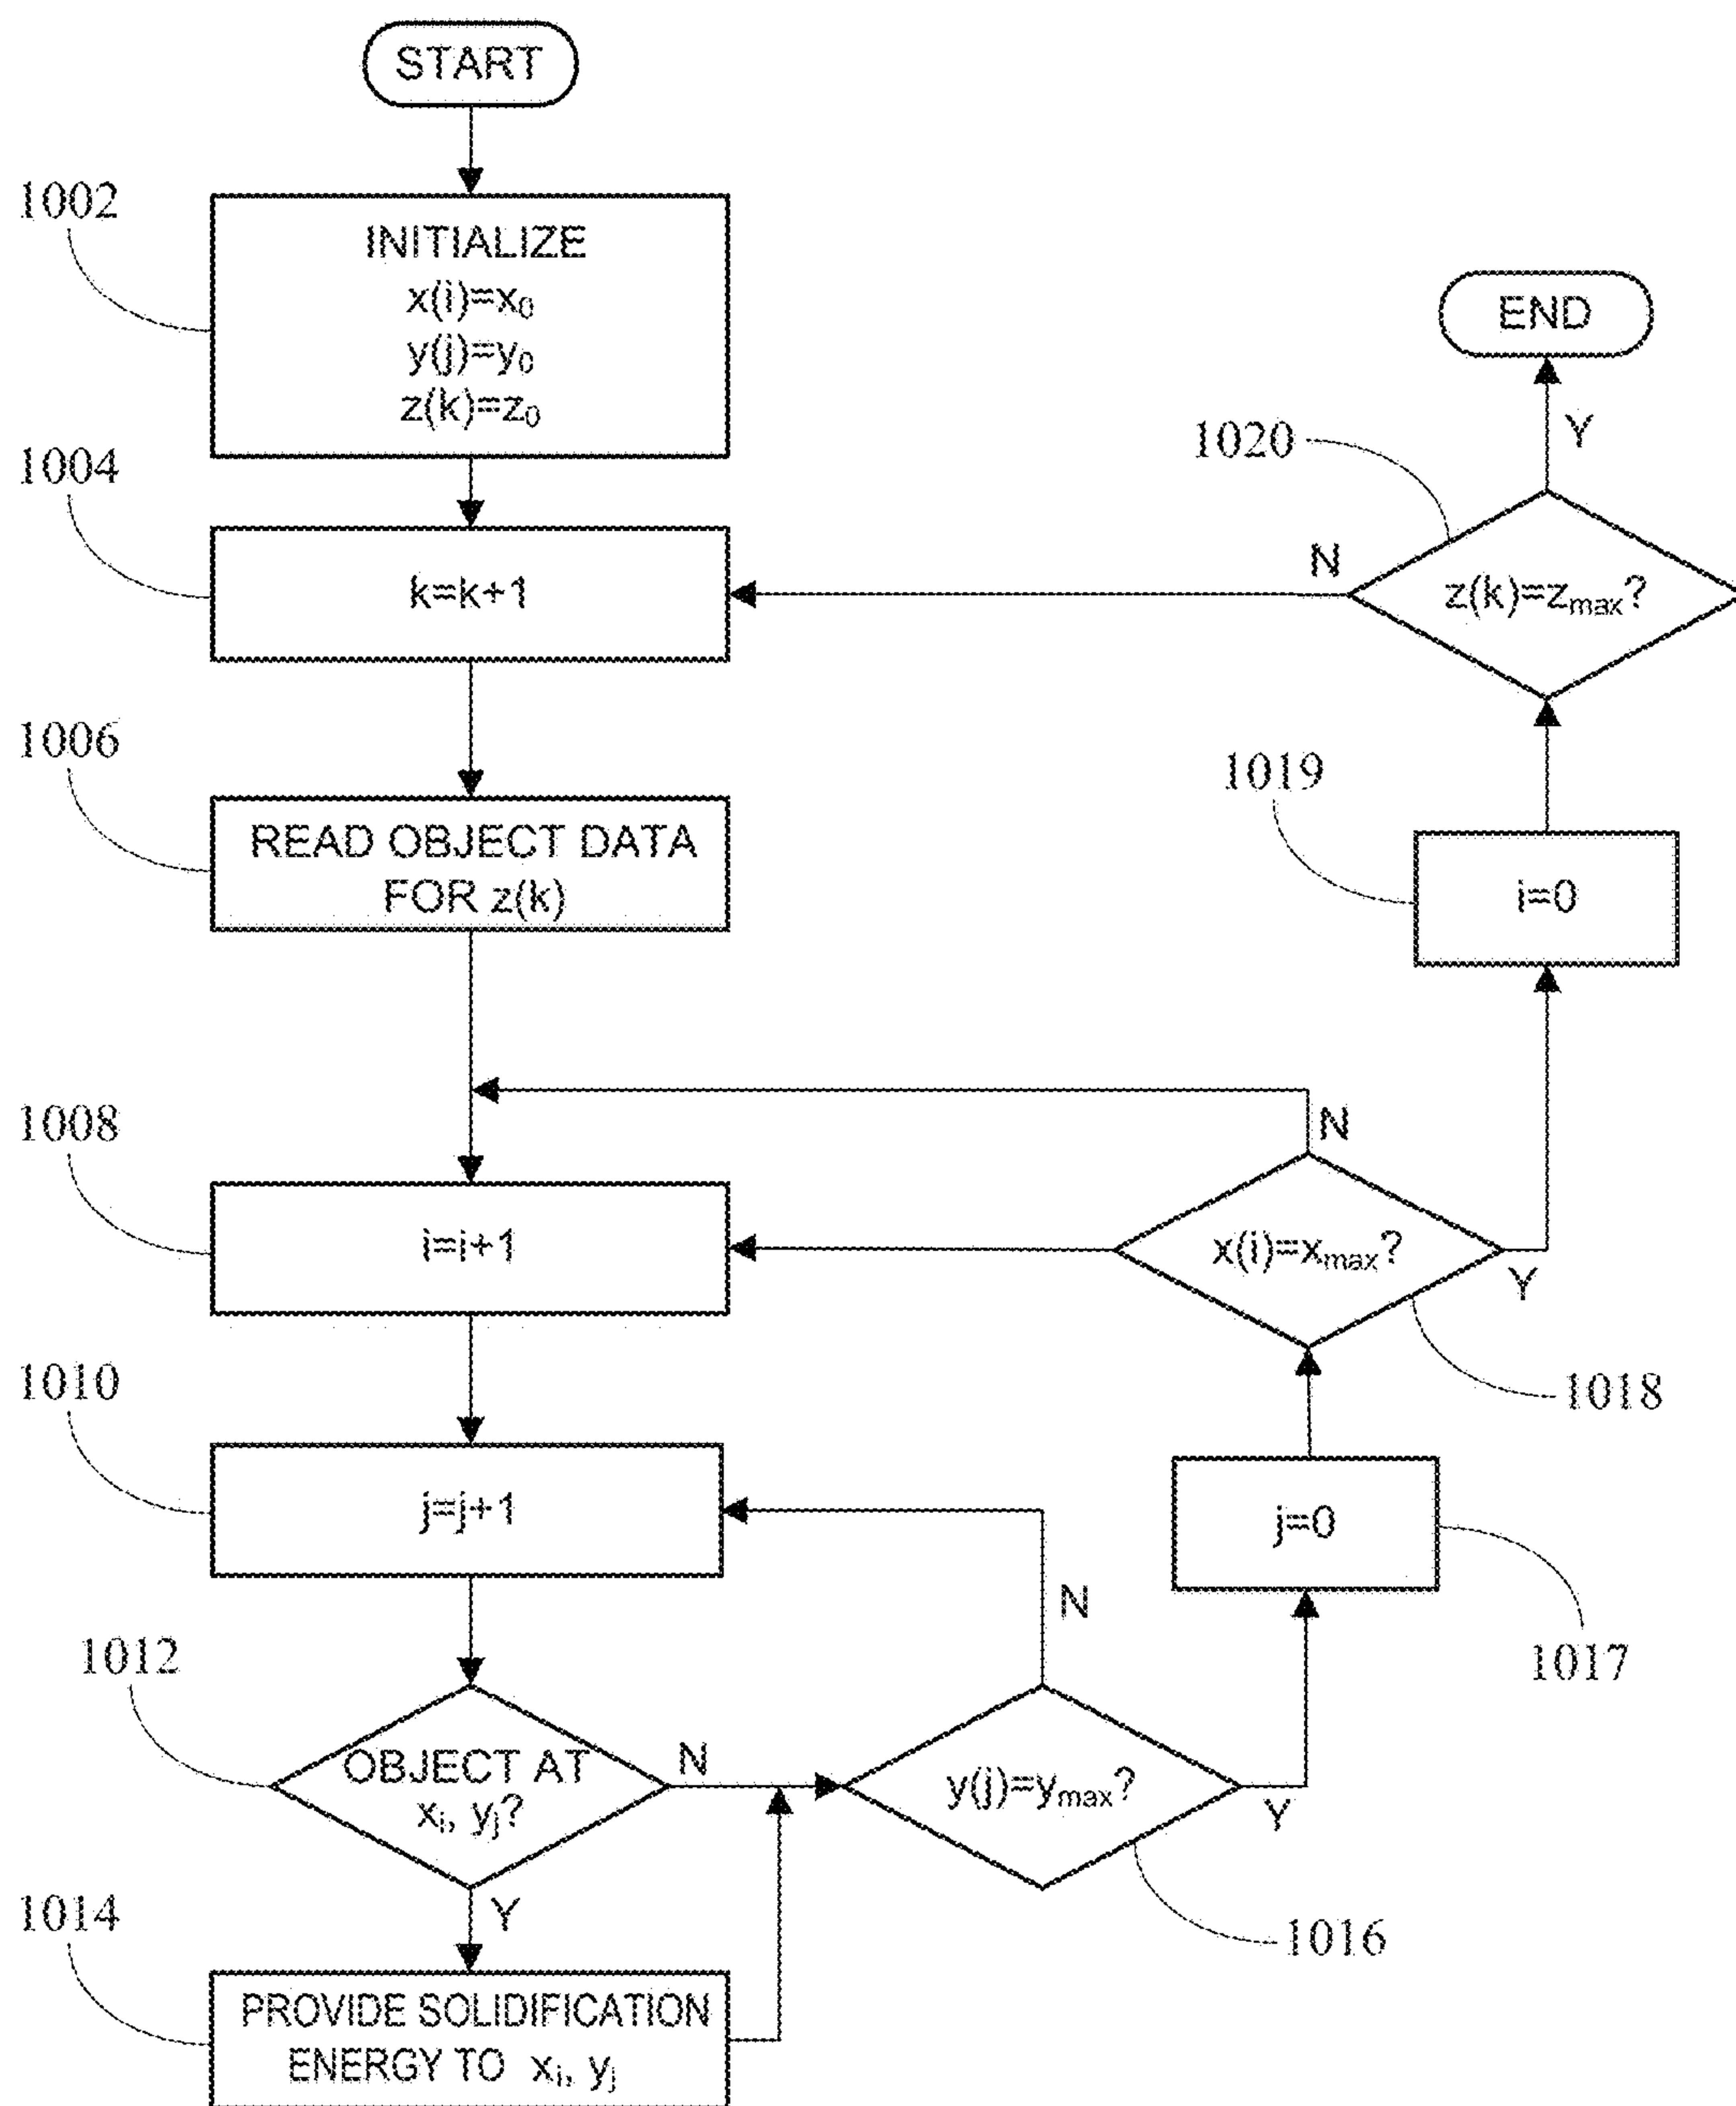 START
1002
INITIALIZE
x(i)=x₀
y(j)=y₀
z(k)=z₀
END
Y
1020
1004
k=k+1
N
z(k)=zmax?
1006
READ OBJECT DATA
FOR z(k)
1019
i=0
1008
i=i+1
N
x(i)=xmax?
Y
1018
1010
j=j+1
j=0
N
1017
1012
OBJECT AT
xᵢ, yⱼ?
N
y(j)=ymax?
Y
1016
1014
Y
PROVIDE SOLIDIFICATION
ENERGY TO xᵢ, yⱼ